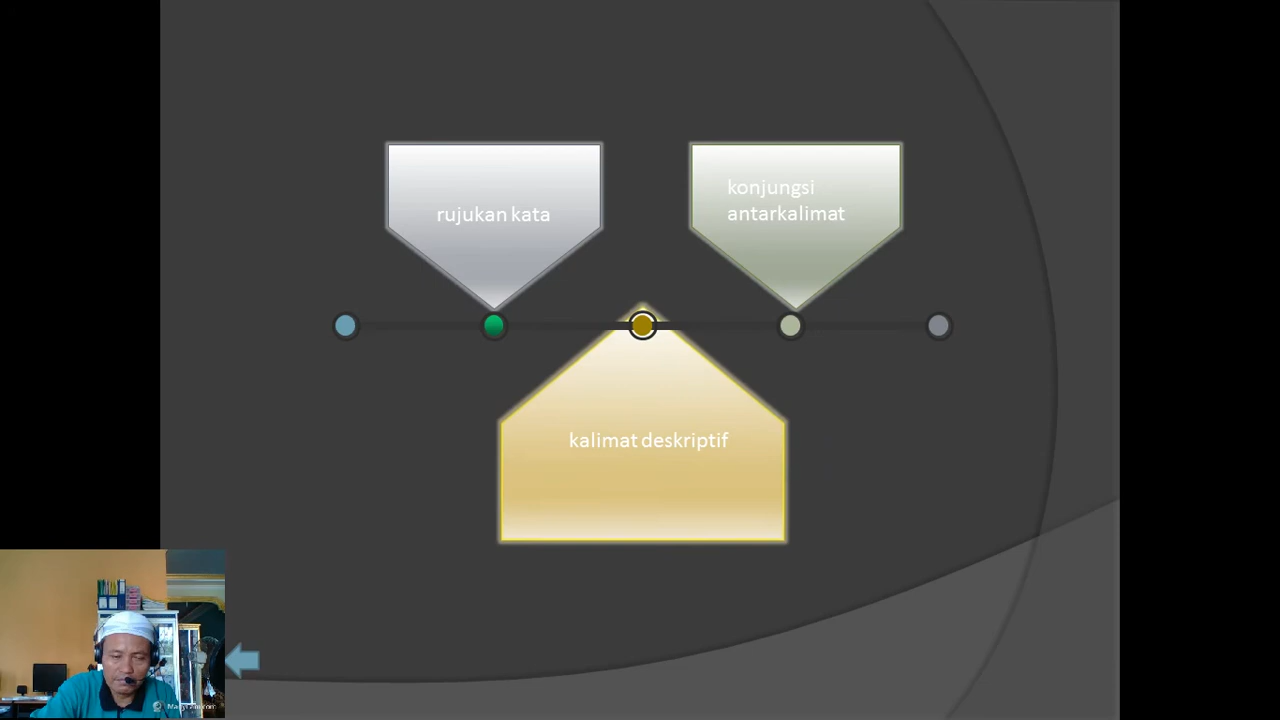 rujukan kata
konjungsi
antarkalimat
kalimat deskriptif